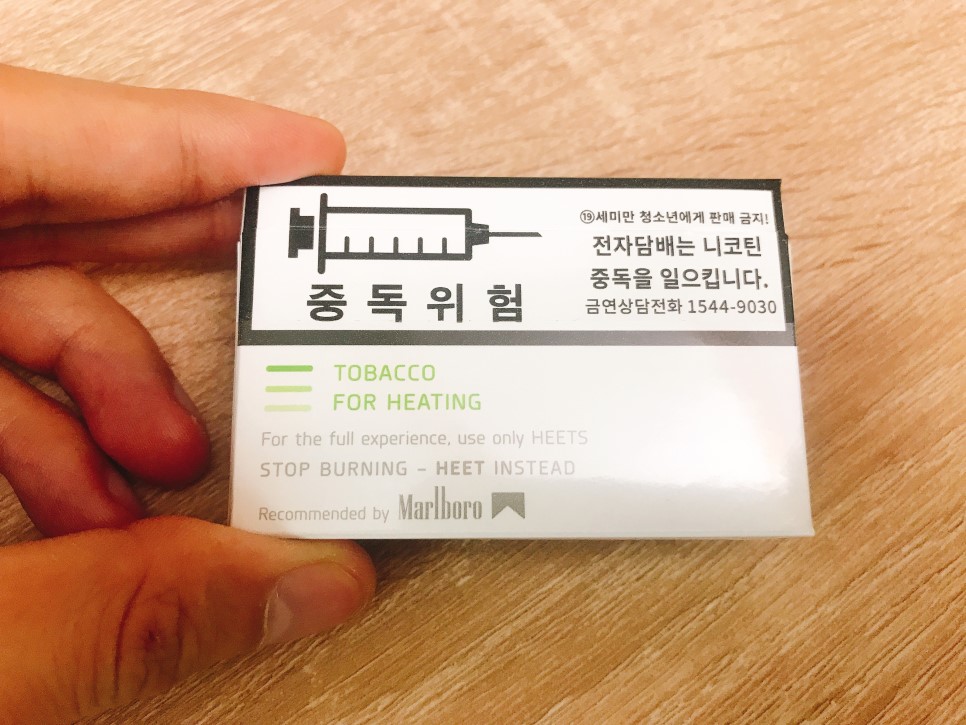 중독위험
⑲세미만 청소년에게 판매 금지!
전자담배는 니코틴
중독을 일으킵니다.
금연상담전화 1544-9030
TOBACCO
FOR HEATING
For the full experience, use only HEETS
STOP BURNING – HEET INSTEAD
Recommended by Marlboro